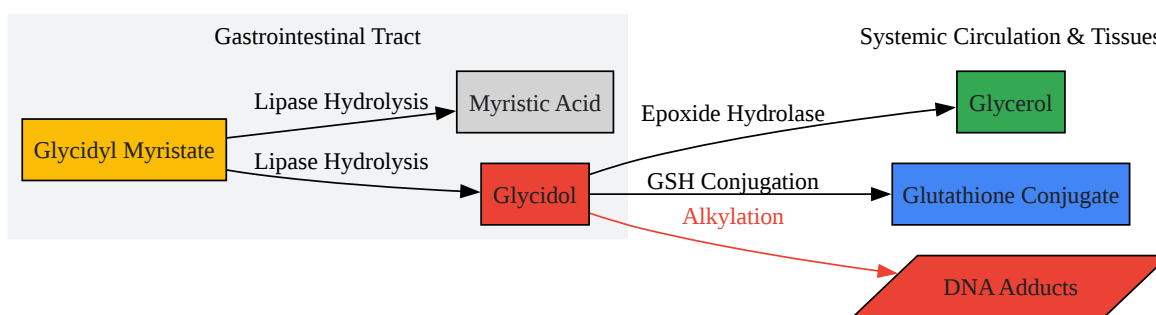 Gastrointestinal Tract
Systemic Circulation & Tissues
Lipase Hydrolysis
Myristic Acid
Epoxide Hydrolase
Glycerol
Glycidyl Myristate
Lipase Hydrolysis
Glycidol
GSH Conjugation
Glutathione Conjugate
Alkylation
DNA Adducts